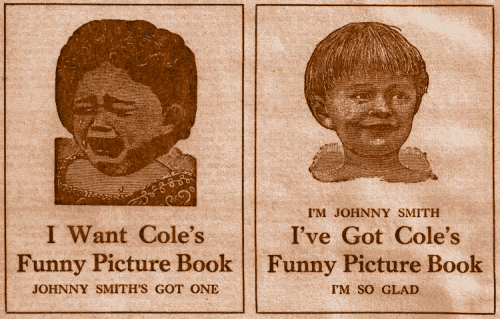 I Want Cole's
Funny Picture Book
JOHNNY SMITH'S GOT ONE
I'M JOHNNY SMITH
I've Got Cole's
Funny Picture Book
I'M SO GLAD